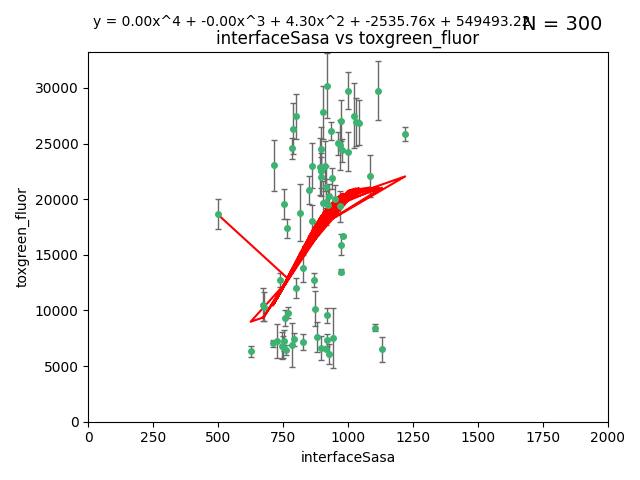 y = 0.00x^4 + -0.00x^3 + 4.30x^2 + -2535.76x + 549493.22
N = 300
interfaceSasa vs toxgreen_fluor
30000
25000
20000
15000
10000
5000
0
toxgreen_fluor
0 250 500 750 1000 1250 1500 1750 2000
interfaceSasa